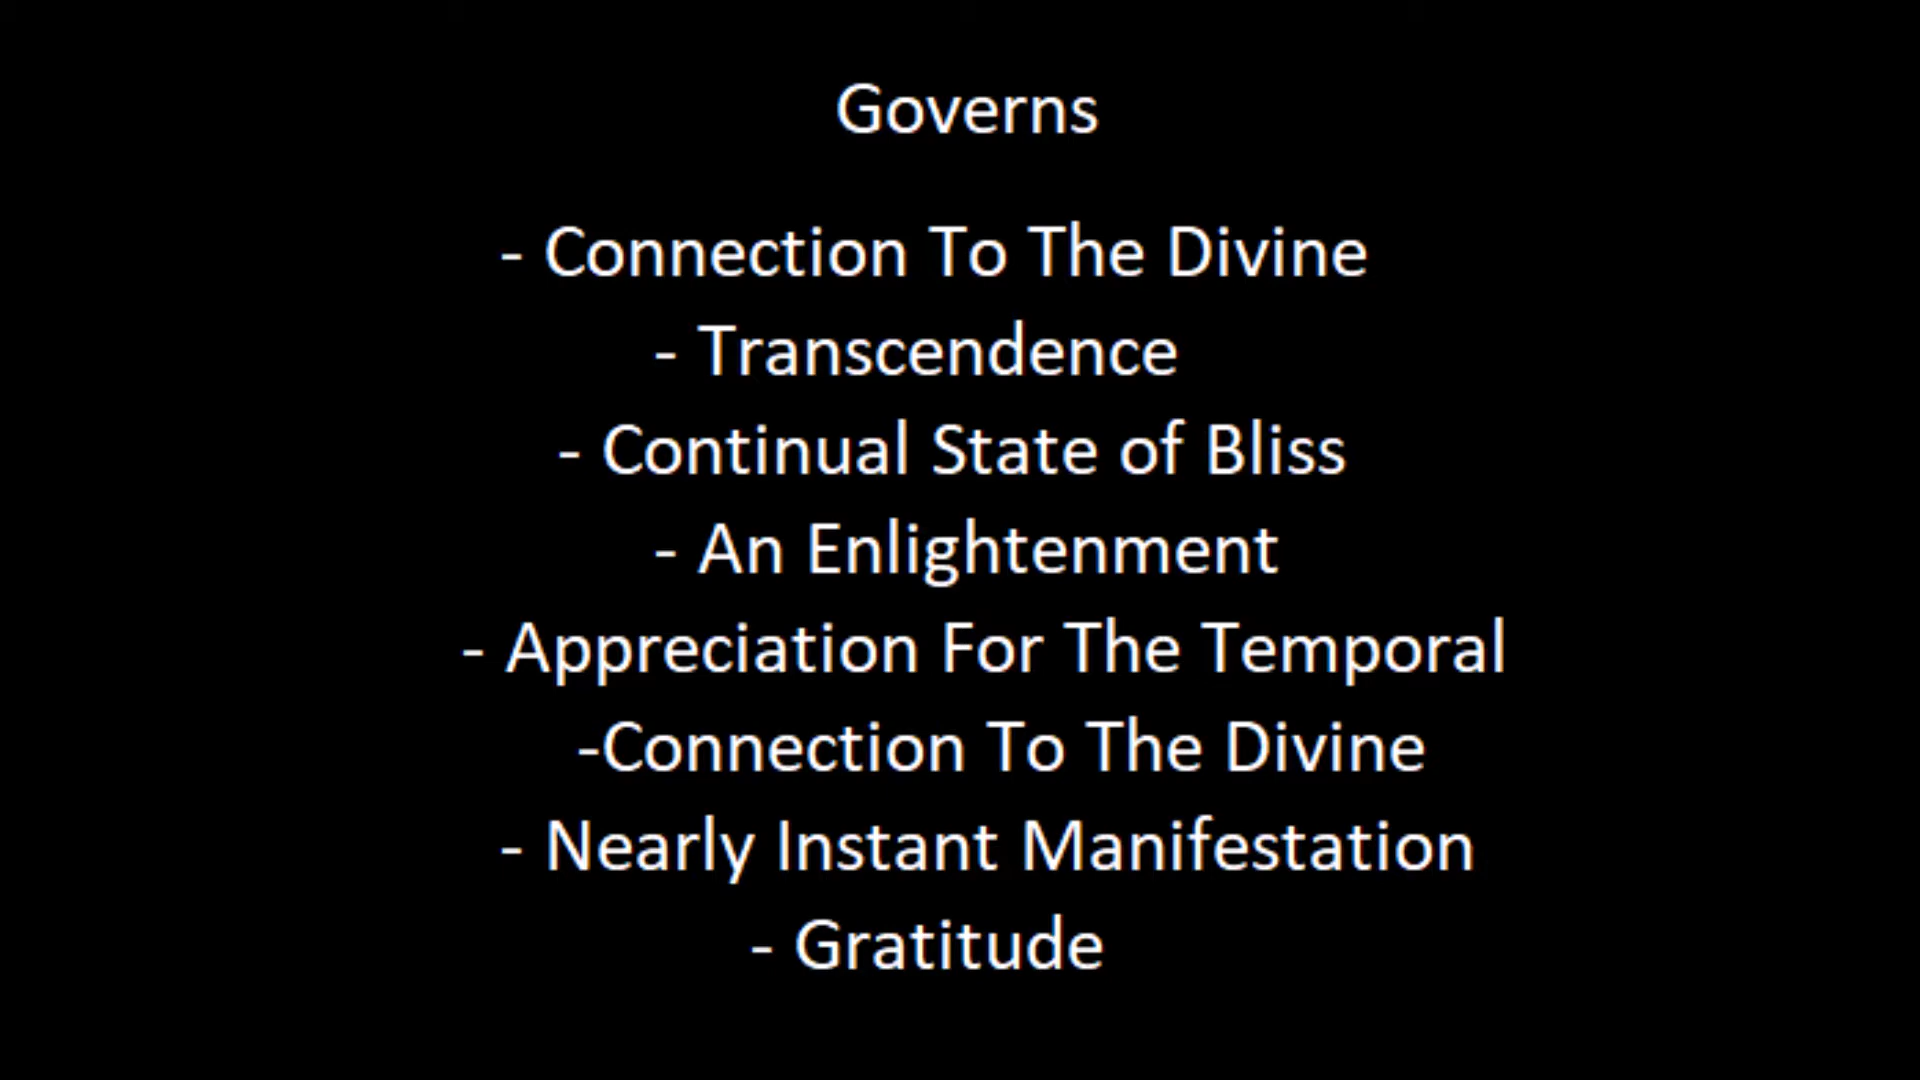 Governs
- Connection To The Divine
- Transcendence
- Continual State of Bliss
- An Enlightenment
- Appreciation For The Temporal
-Connection To The Divine
- Nearly Instant Manifestation
- Gratitude